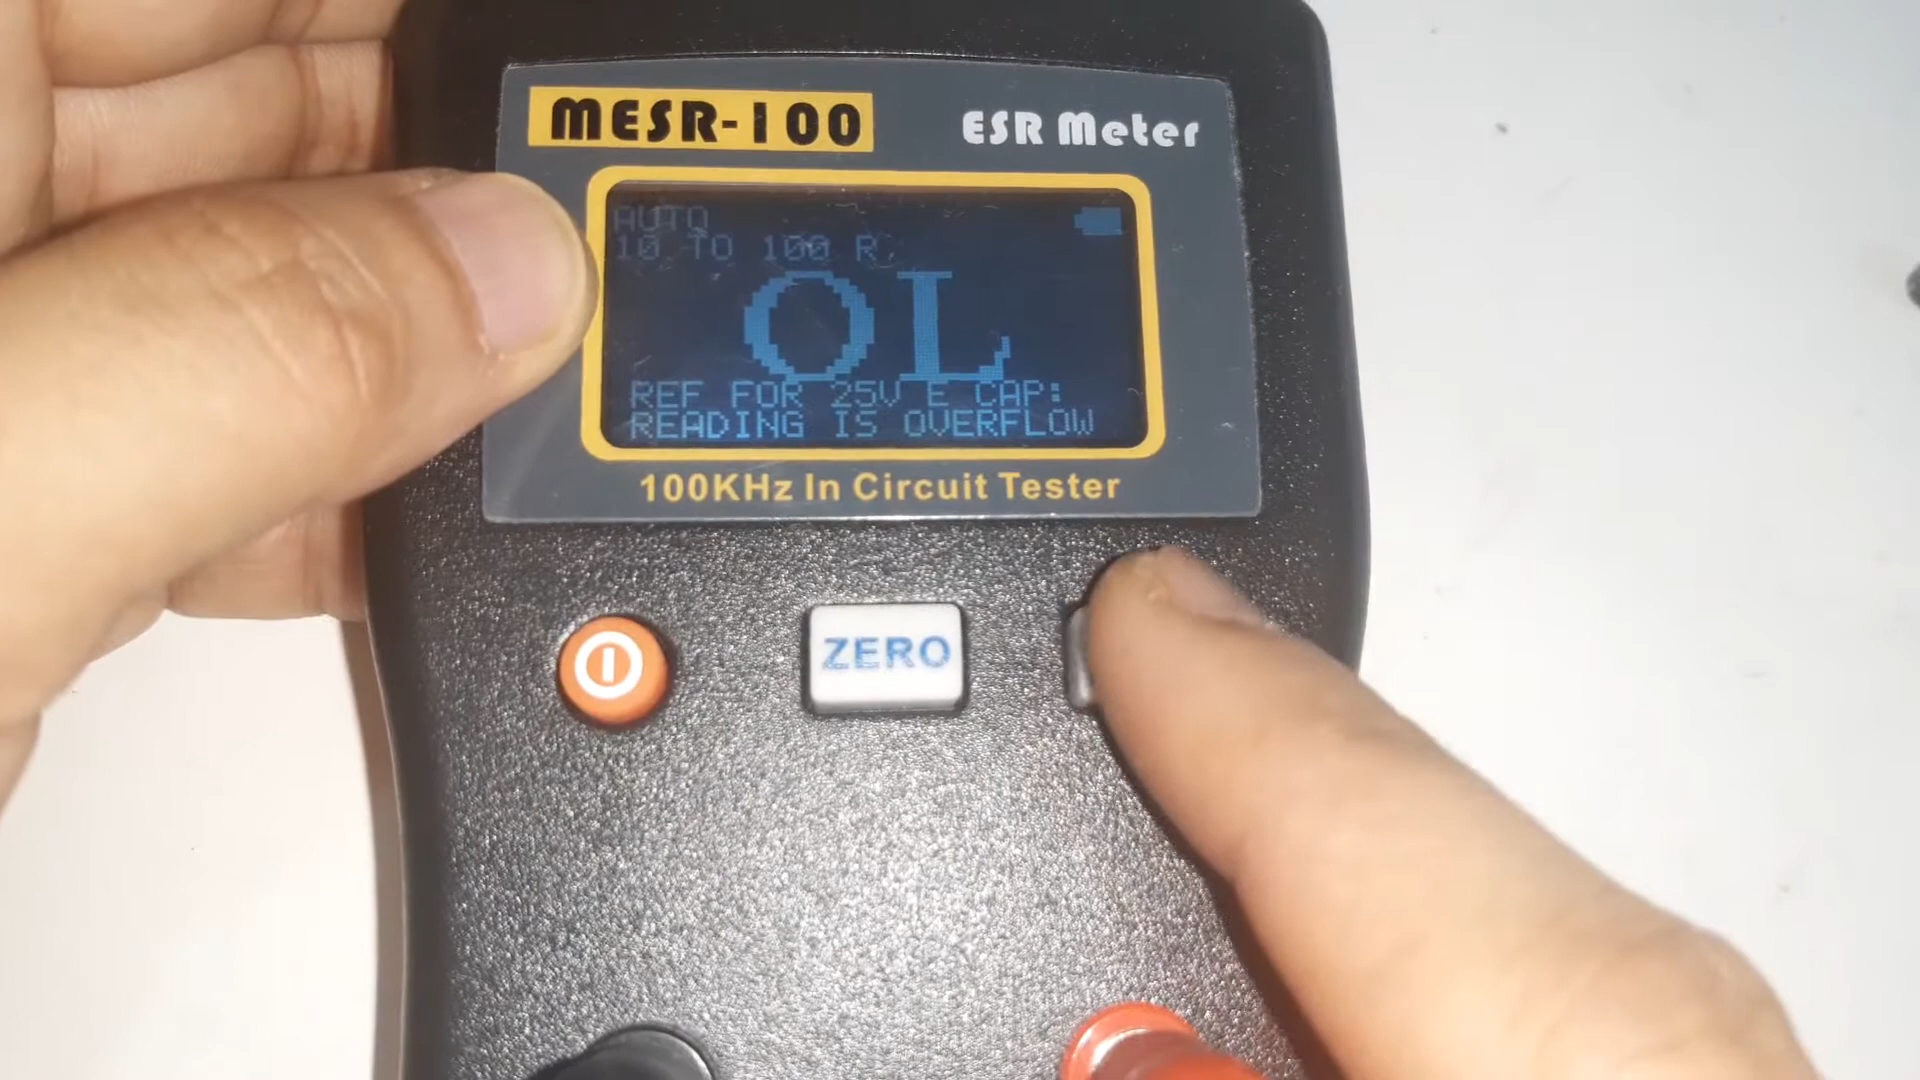 MESR-100
ESR Meter
AUTO
10 TO 100 R
OL
REF FOR 25V E CAP:
READING IS OVERFLOW
100KHz In Circuit Tester
ZERO